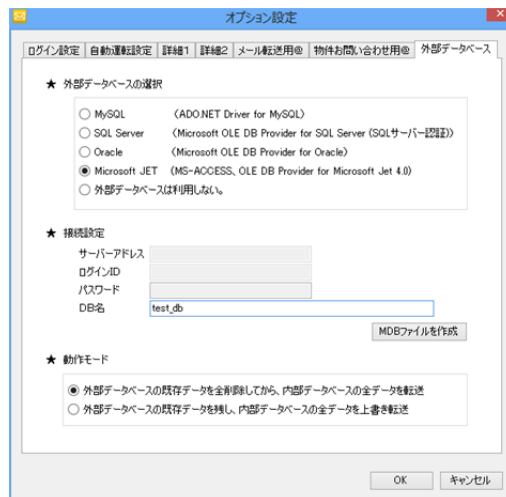 オプション設定
ログイン設定 自動運転設定 詳細1 詳細2 メール転送用@ 物件お問い合わせ用@ 外部データベース
★ 外部データベースの選択
MySQL （ADO.NET Driver for MySQL）
SQL Server （Microsoft OLE DB Provider for SQL Server (SQLサーバー認証)）
Oracle （Microsoft OLE DB Provider for Oracle）
Microsoft JET （MS-ACCESS、OLE DB Provider for Microsoft Jet 4.0）
外部データベースは利用しない。
★ 接続設定
サーバーアドレス
ログインID
パスワード
DB名 test_db
MDBファイルを作成
★ 動作モード
外部データベースの既存データを全削除してから、内部データベースの全データを転送
外部データベースの既存データを残し、内部データベースの全データを上書き転送
OK キャンセル